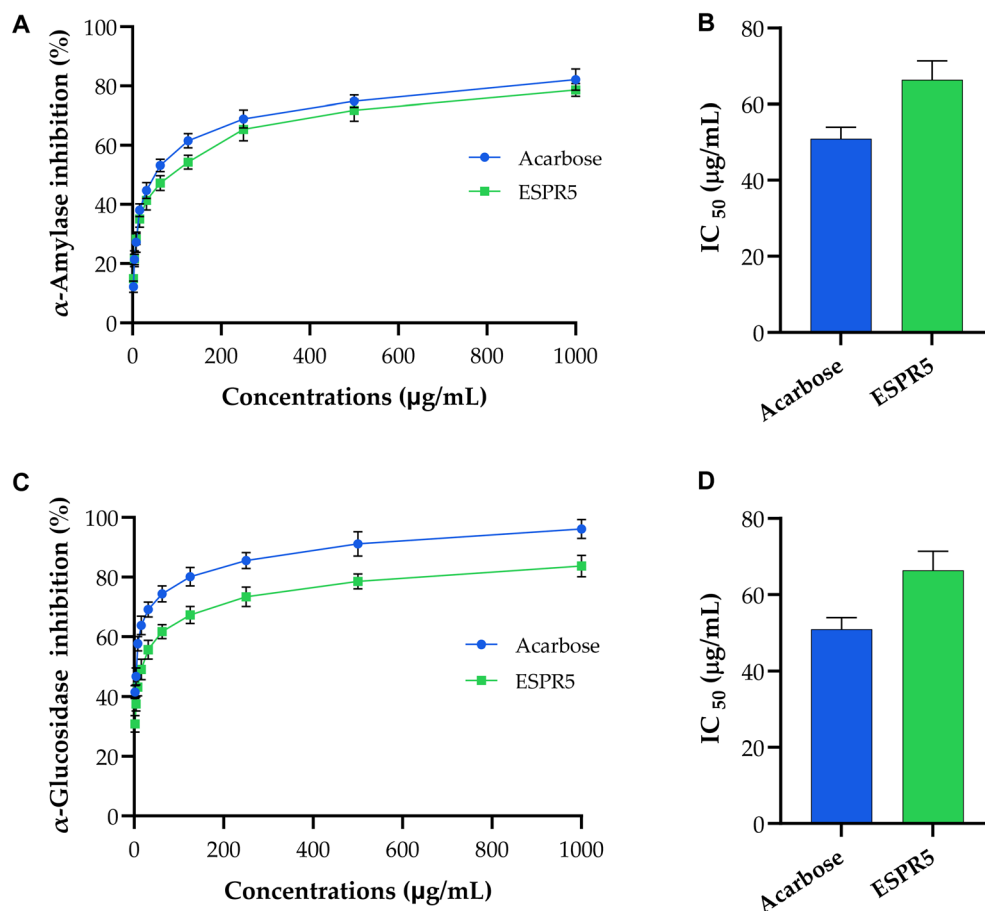 A
α-Amylase inhibition (%)
100
80
60
40
20
0
0 200 400 600 800 1000
Concentrations (μg/mL)
Acarbose
ESPR5
B
IC 50 (μg/mL)
80
60
40
20
0
Acarbose
ESPR5
C
α-Glucosidase inhibition (%)
100
80
60
40
20
0
0 200 400 600 800 1000
Concentrations (μg/mL)
Acarbose
ESPR5
D
IC 50 (μg/mL)
80
60
40
20
0
Acarbose
ESPR5